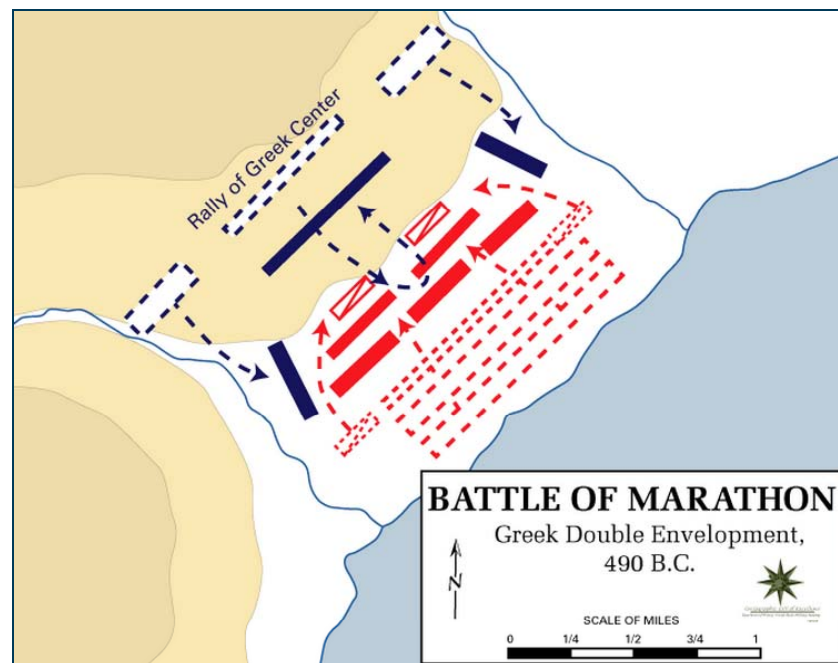 Rally of Greek Center
BATTLE OF MARATHON
Greek Double Envelopment,
490 B.C.
N
SCALE OF MILES
0 1/4 1/2 3/4 1